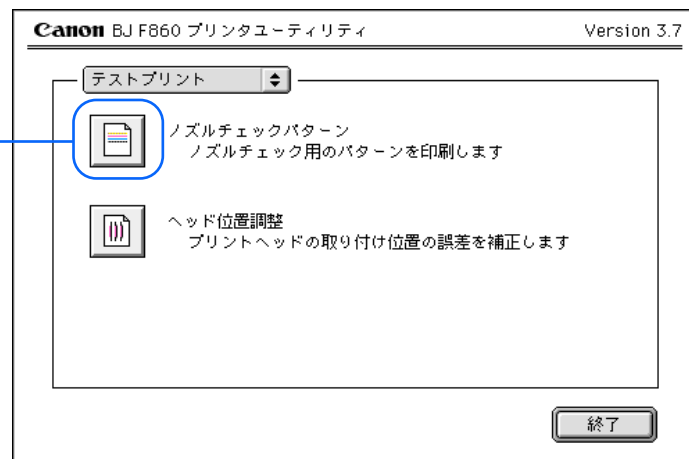 Canon BJ F860 プリンタユーティリティ Version 3.7
テストプリント
ノズルチェックパターン
ノズルチェック用のパターンを印刷します
ヘッド位置調整
プリントヘッドの取り付け位置の誤差を補正します
終了